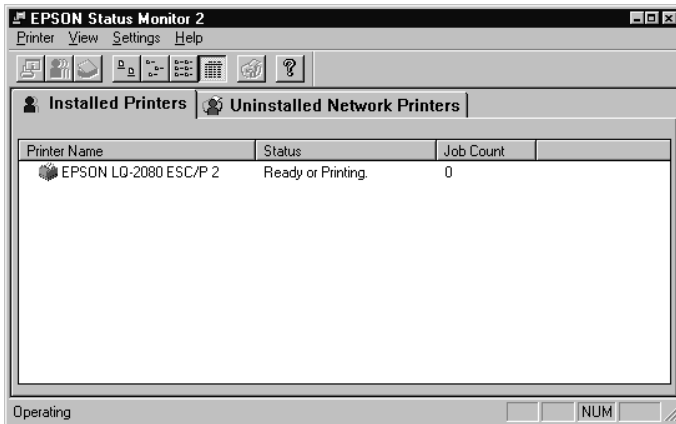 EPSON Status Monitor 2
Printer View Settings Help
Installed Printers Uninstalled Network Printers
Printer Name Status Job Count
EPSON LQ-2080 ESC/P 2 Ready or Printing. 0
Operating NUM